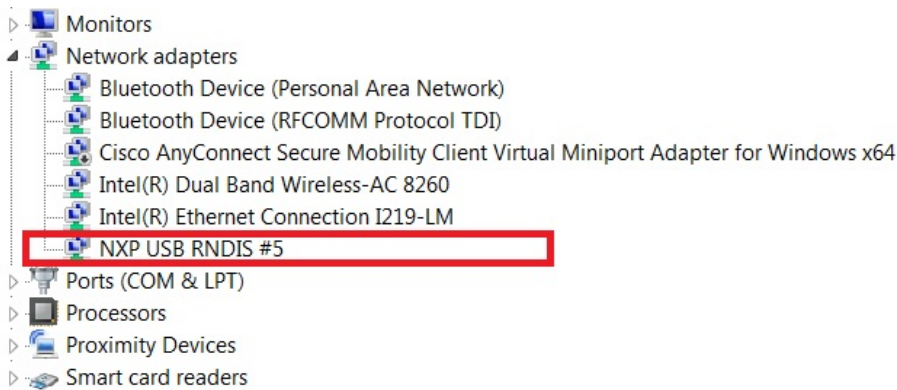 Monitors
Network adapters
Bluetooth Device (Personal Area Network)
Bluetooth Device (RFCOMM Protocol TDI)
Cisco AnyConnect Secure Mobility Client Virtual Miniport Adapter for Windows x64
Intel(R) Dual Band Wireless-AC 8260
Intel(R) Ethernet Connection I219-LM
NXP USB RNDIS #5
Ports (COM & LPT)
Processors
Proximity Devices
Smart card readers